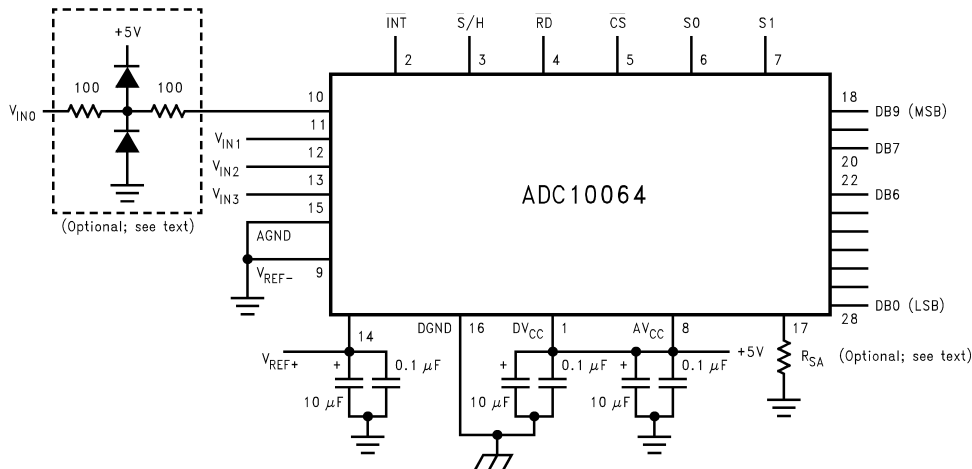 INT S/H RD CS S0 S1
2 3 4 5 6 7
+5V
100 100
V_IN0
10
11
V_IN1
12
V_IN2
13
V_IN3
15
AGND
V_REF- 9
(Optional; see text)
ADC10064
18
DB9 (MSB)
DB7
20
22
DB6
DB0 (LSB)
28
14
V_REF+
+
0.1 μF
10 μF
DGND 16
DV_CC 1
+
0.1 μF
10 μF
AV_CC 8
+5V
+
0.1 μF
10 μF
17
R_SA (Optional; see text)